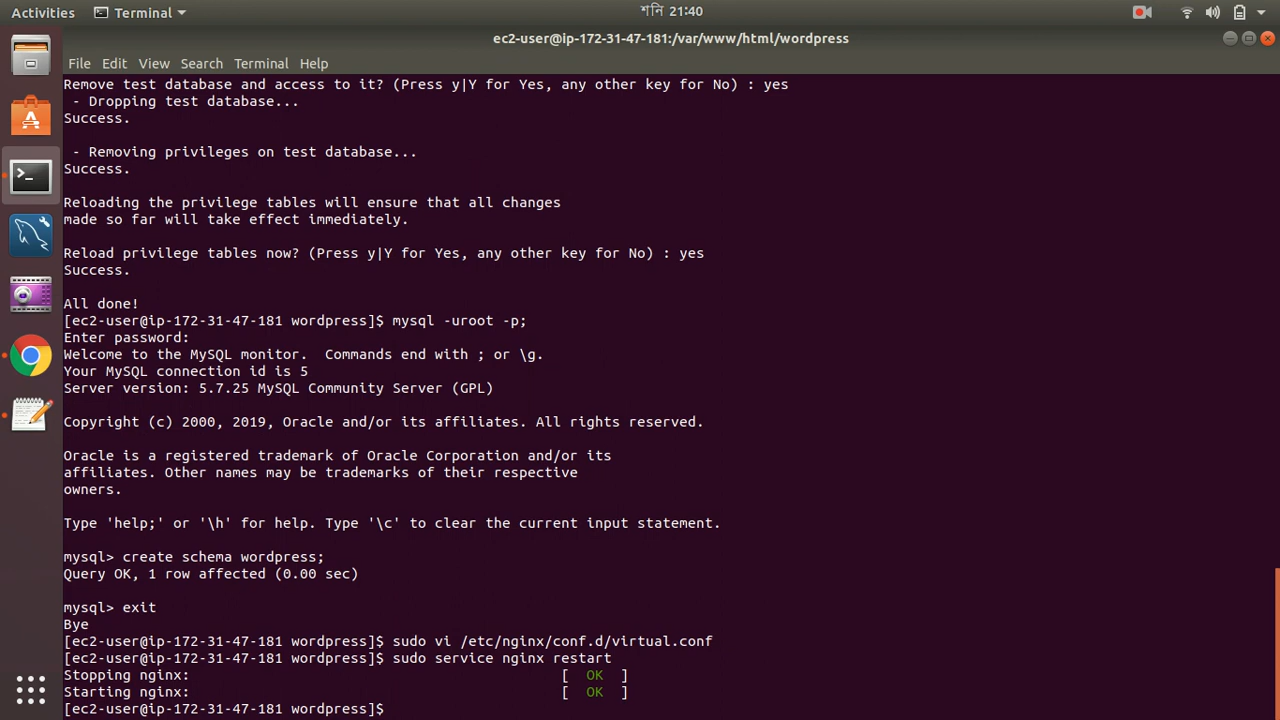 Activities Terminal শনি 21:40
ec2-user@ip-172-31-47-181:/var/www/html/wordpress
File Edit View Search Terminal Help
Remove test database and access to it? (Press y|Y for Yes, any other key for No) : yes
- Dropping test database...
Success.
- Removing privileges on test database...
Success.
Reloading the privilege tables will ensure that all changes
made so far will take effect immediately.
Reload privilege tables now? (Press y|Y for Yes, any other key for No) : yes
Success.
All done!
[ec2-user@ip-172-31-47-181 wordpress]$ mysql -uroot -p;
Enter password:
Welcome to the MySQL monitor.  Commands end with ; or \g.
Your MySQL connection id is 5
Server version: 5.7.25 MySQL Community Server (GPL)
Copyright (c) 2000, 2019, Oracle and/or its affiliates. All rights reserved.
Oracle is a registered trademark of Oracle Corporation and/or its
affiliates. Other names may be trademarks of their respective
owners.
Type 'help;' or '\h' for help. Type '\c' to clear the current input statement.
mysql> create schema wordpress;
Query OK, 1 row affected (0.00 sec)
mysql> exit
Bye
[ec2-user@ip-172-31-47-181 wordpress]$ sudo vi /etc/nginx/conf.d/virtual.conf
[ec2-user@ip-172-31-47-181 wordpress]$ sudo service nginx restart
Stopping nginx: [  OK  ]
Starting nginx: [  OK  ]
[ec2-user@ip-172-31-47-181 wordpress]$